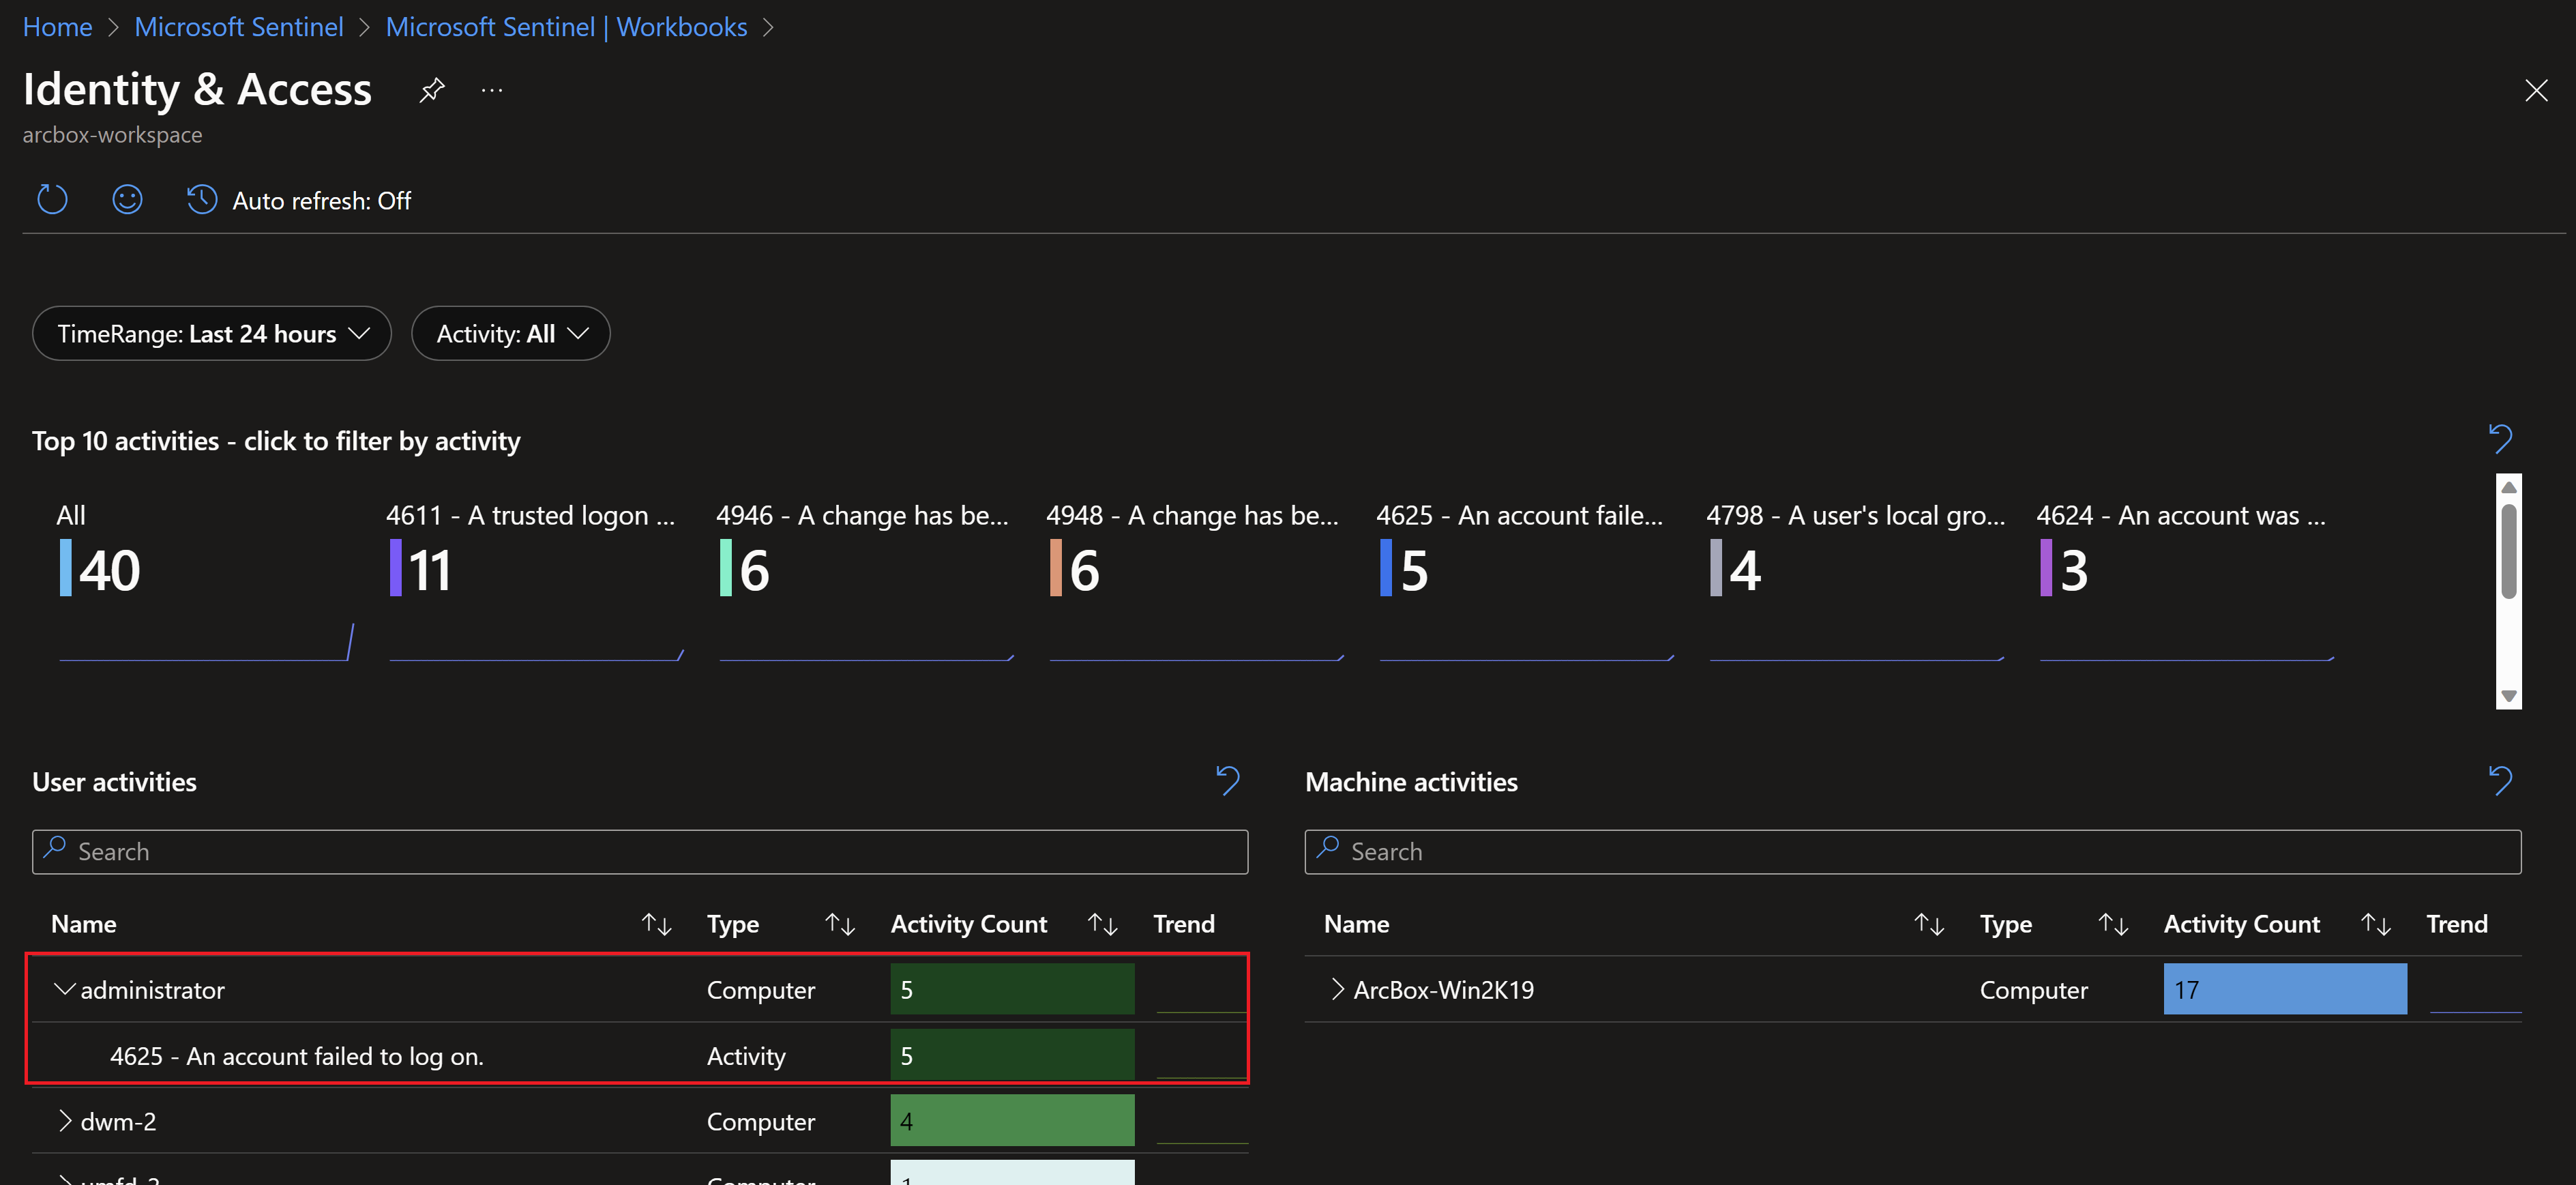 Home > Microsoft Sentinel > Microsoft Sentinel | Workbooks >
Identity & Access ...
arcbox-workspace
Auto refresh: Off
TimeRange: Last 24 hours
Activity: All
Top 10 activities - click to filter by activity
All
40
4611 - A trusted logon ...
11
4946 - A change has be...
6
4948 - A change has be...
6
4625 - An account faile...
5
4798 - A user's local gro...
4
4624 - An account was ...
3
User activities
Search
Name Type Activity Count Trend
administrator Computer 5
4625 - An account failed to log on. Activity 5
dwm-2 Computer 4
umfd-2 Computer 1
Machine activities
Search
Name Type Activity Count Trend
ArcBox-Win2K19 Computer 17